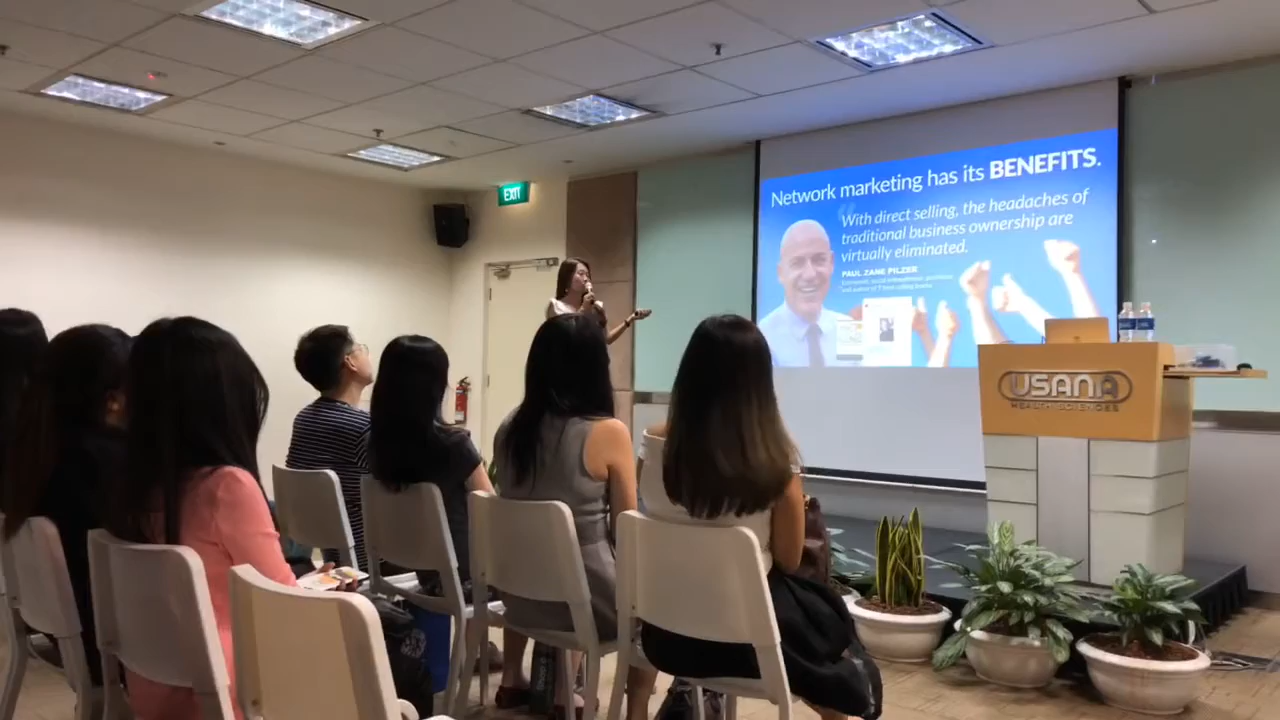 EXIT
Network marketing has its BENEFITS.
"With direct selling, the headaches of
traditional business ownership are
virtually eliminated.
PAUL ZANE PILZER
USANA
HEALTH SCIENCES